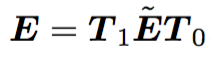 E = T₁ẼT₀